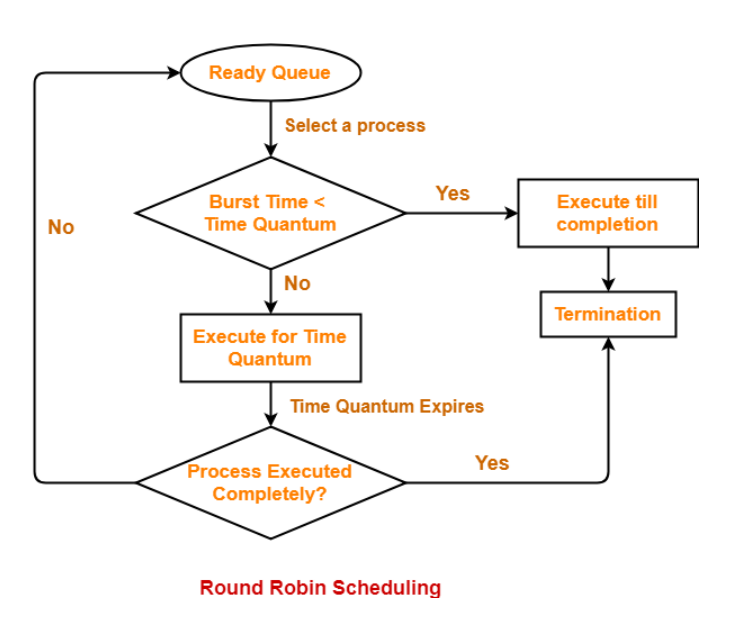 Ready Queue
Select a process
Burst Time <
Time Quantum
Yes
Execute till
completion
No
No
Termination
Execute for Time
Quantum
Time Quantum Expires
Process Executed
Completely?
Yes
Round Robin Scheduling